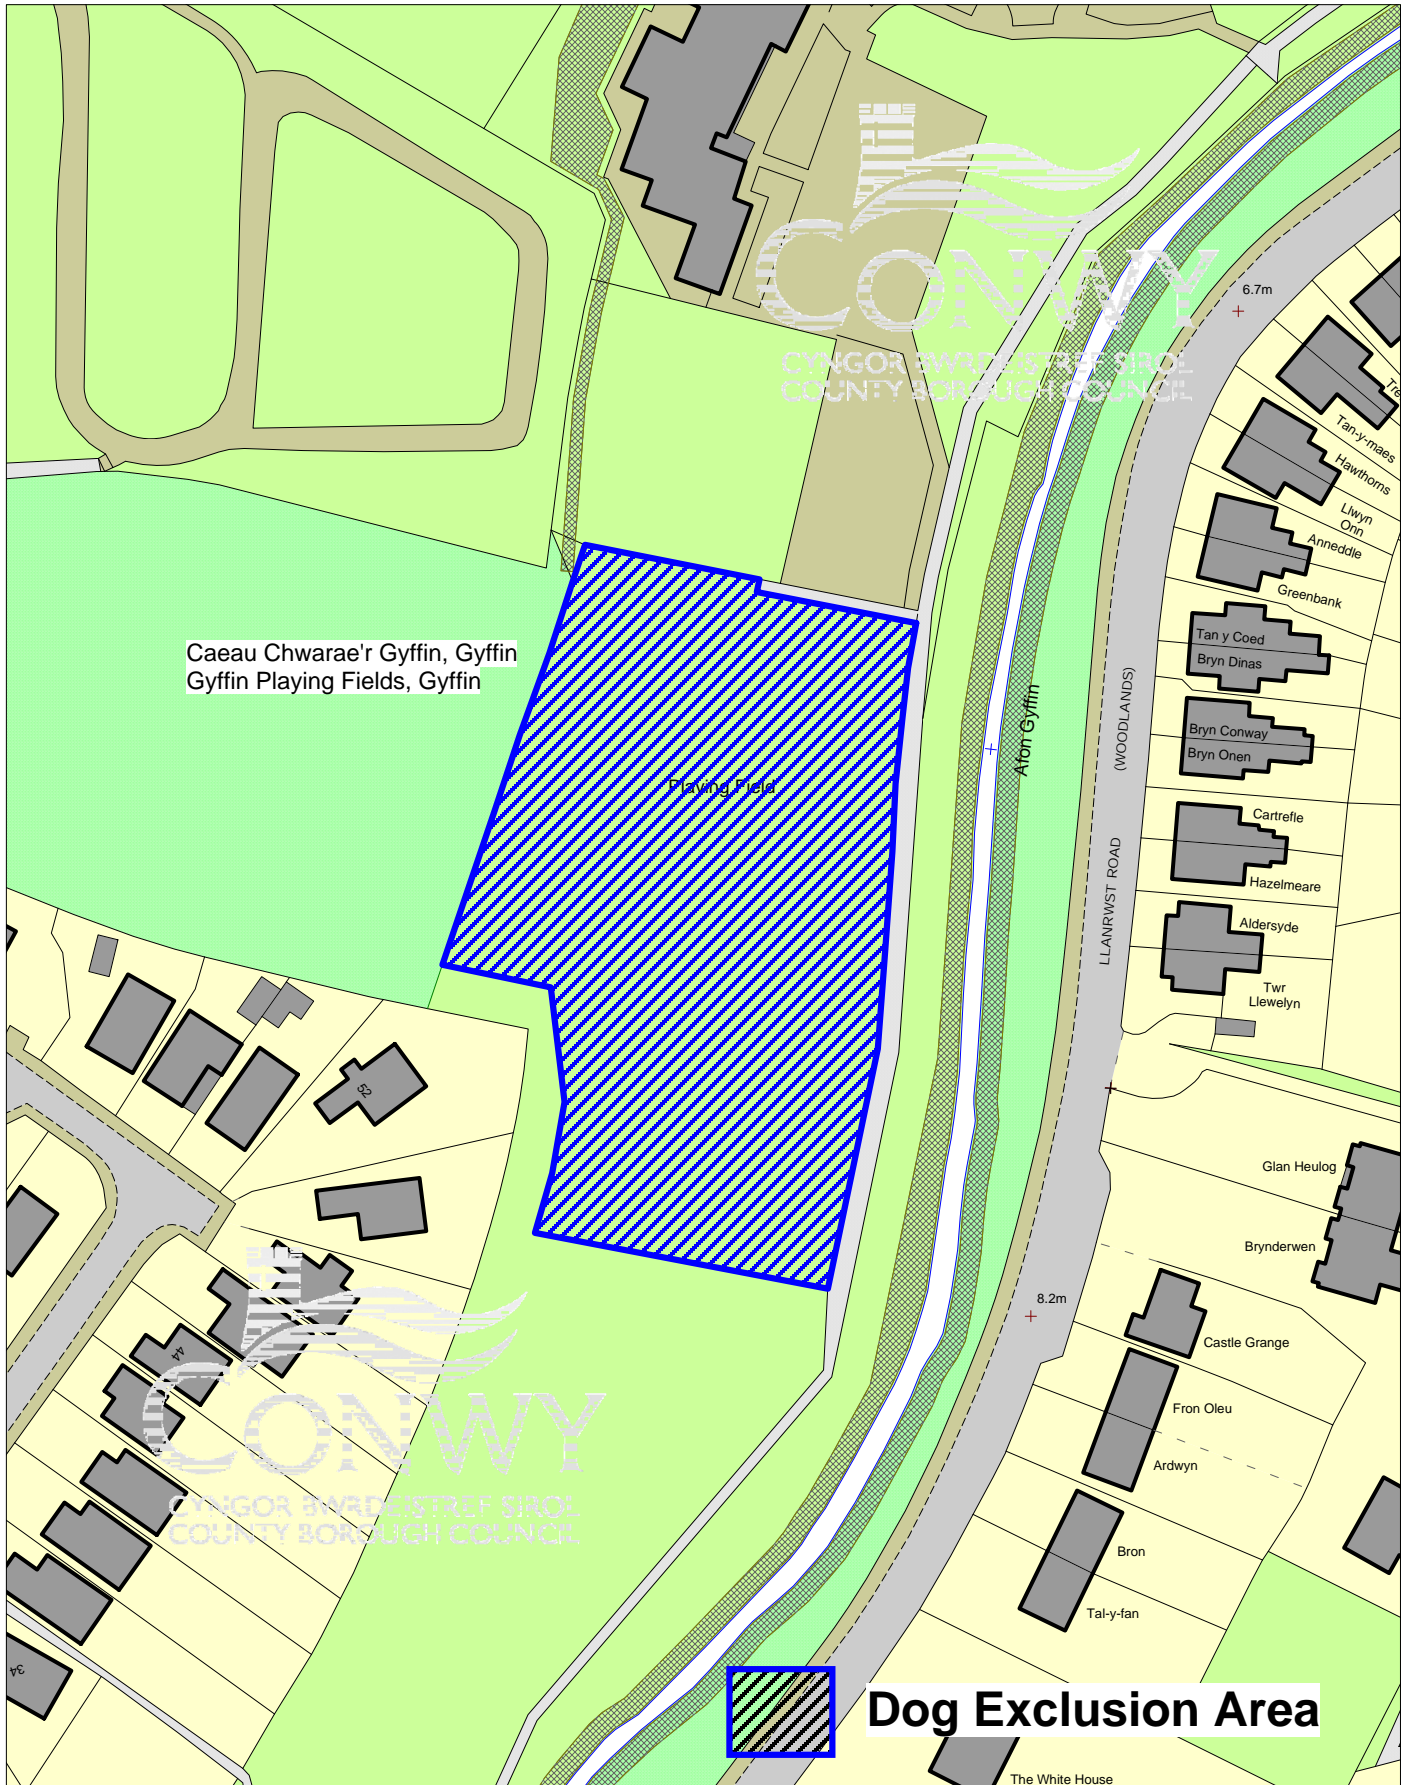 CONWY
CYNGOR BWRDEISTREF SIROL
COUNTY BOROUGH COUNCIL
6.7m
Tre
Tan-y-maes
Hawthorns
Llwyn
Onn
Anneddle
Greenbank
Caeau Chwarae'r Gyffin, Gyffin
Gyffin Playing Fields, Gyffin
Tan y Coed
Bryn Dinas
(WOODLANDS)
Afon Gyffin
Bryn Conway
Bryn Onen
Playing Field
Cartrefle
LLANRWST ROAD
Hazelmeare
Aldersyde
Twr
Llewelyn
52
Glan Heulog
Brynderwen
8.2m
Castle Grange
44
Fron Oleu
CONWY
Ardwyn
CYNGOR BWRDEISTREF SIROL
COUNTY BOROUGH COUNCIL
Bron
Tal-y-fan
34
Dog Exclusion Area
The White House